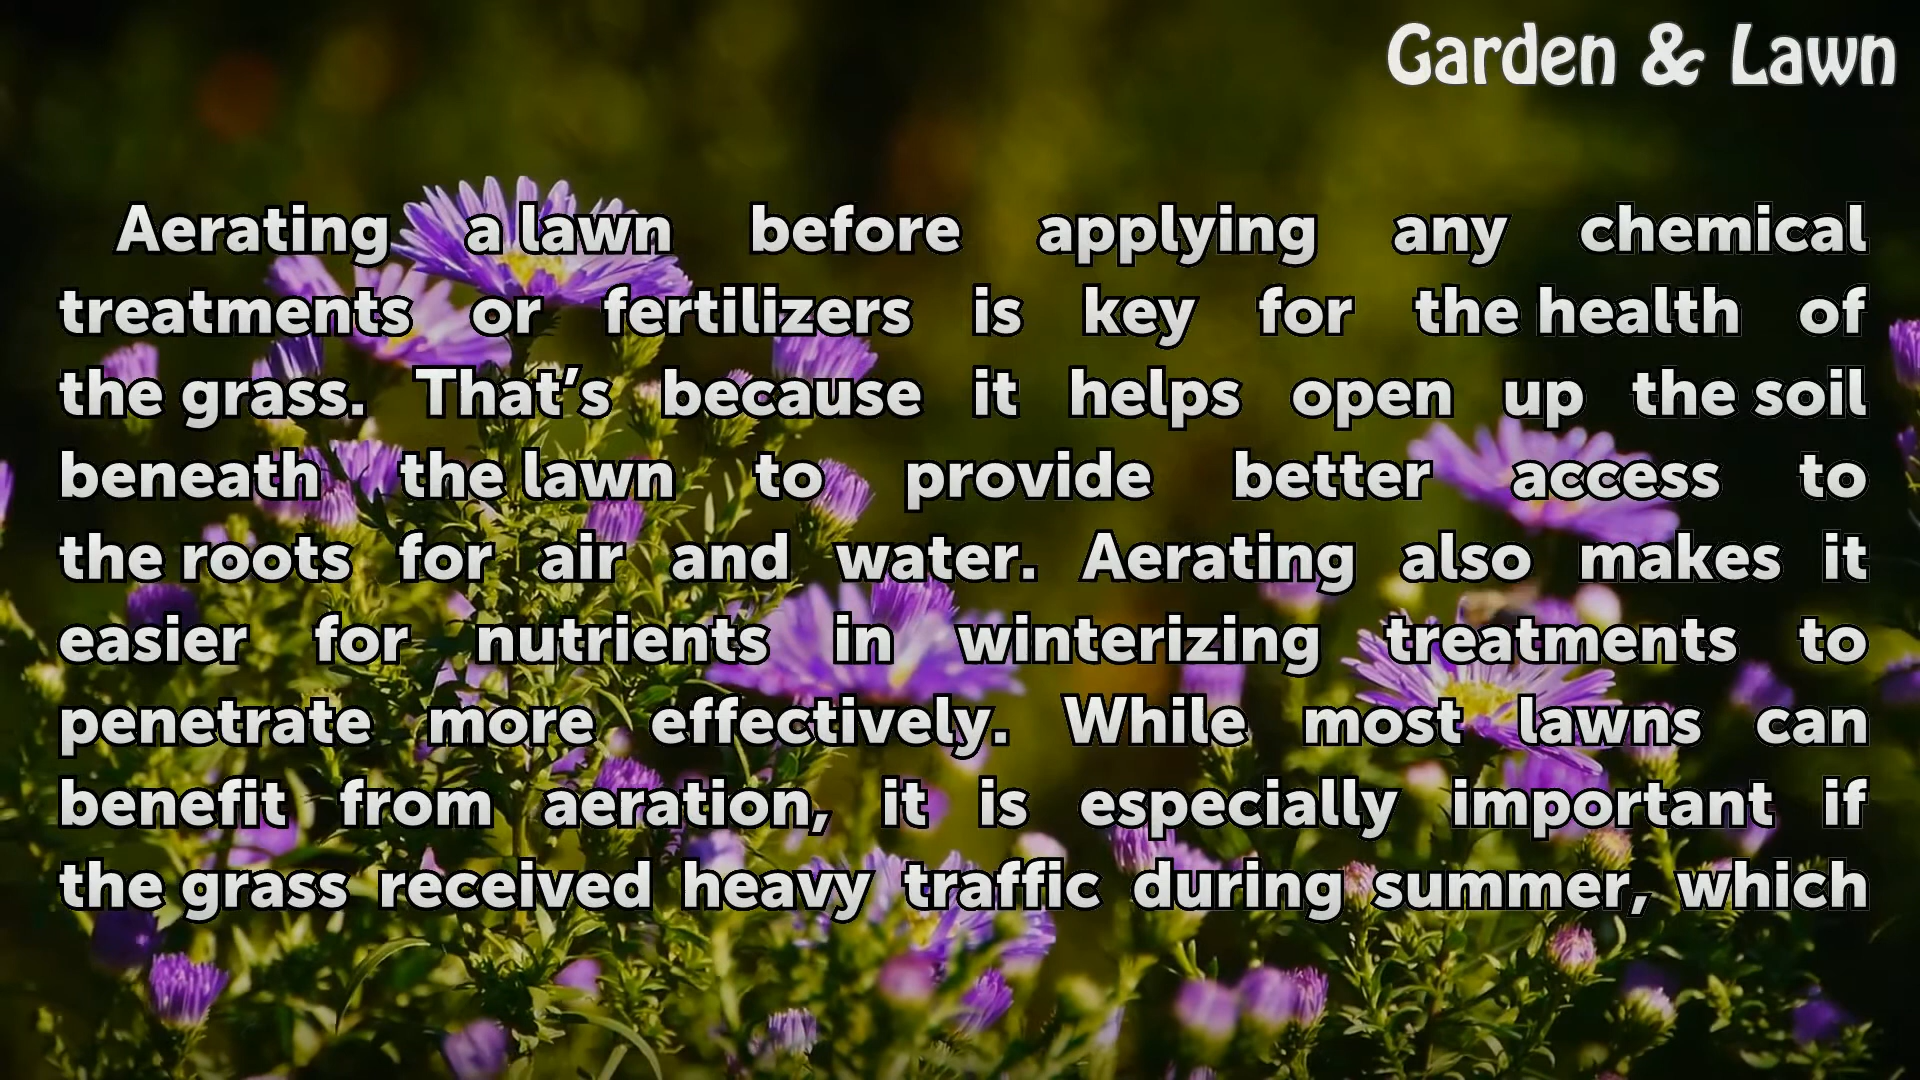 Garden & Lawn
Aerating a lawn before applying any chemical
treatments or fertilizers is key for the health of
the grass. That’s because it helps open up the soil
beneath the lawn to provide better access to
the roots for air and water. Aerating also makes it
easier for nutrients in winterizing treatments to
penetrate more effectively. While most lawns can
benefit from aeration, it is especially important if
the grass received heavy traffic during summer, which